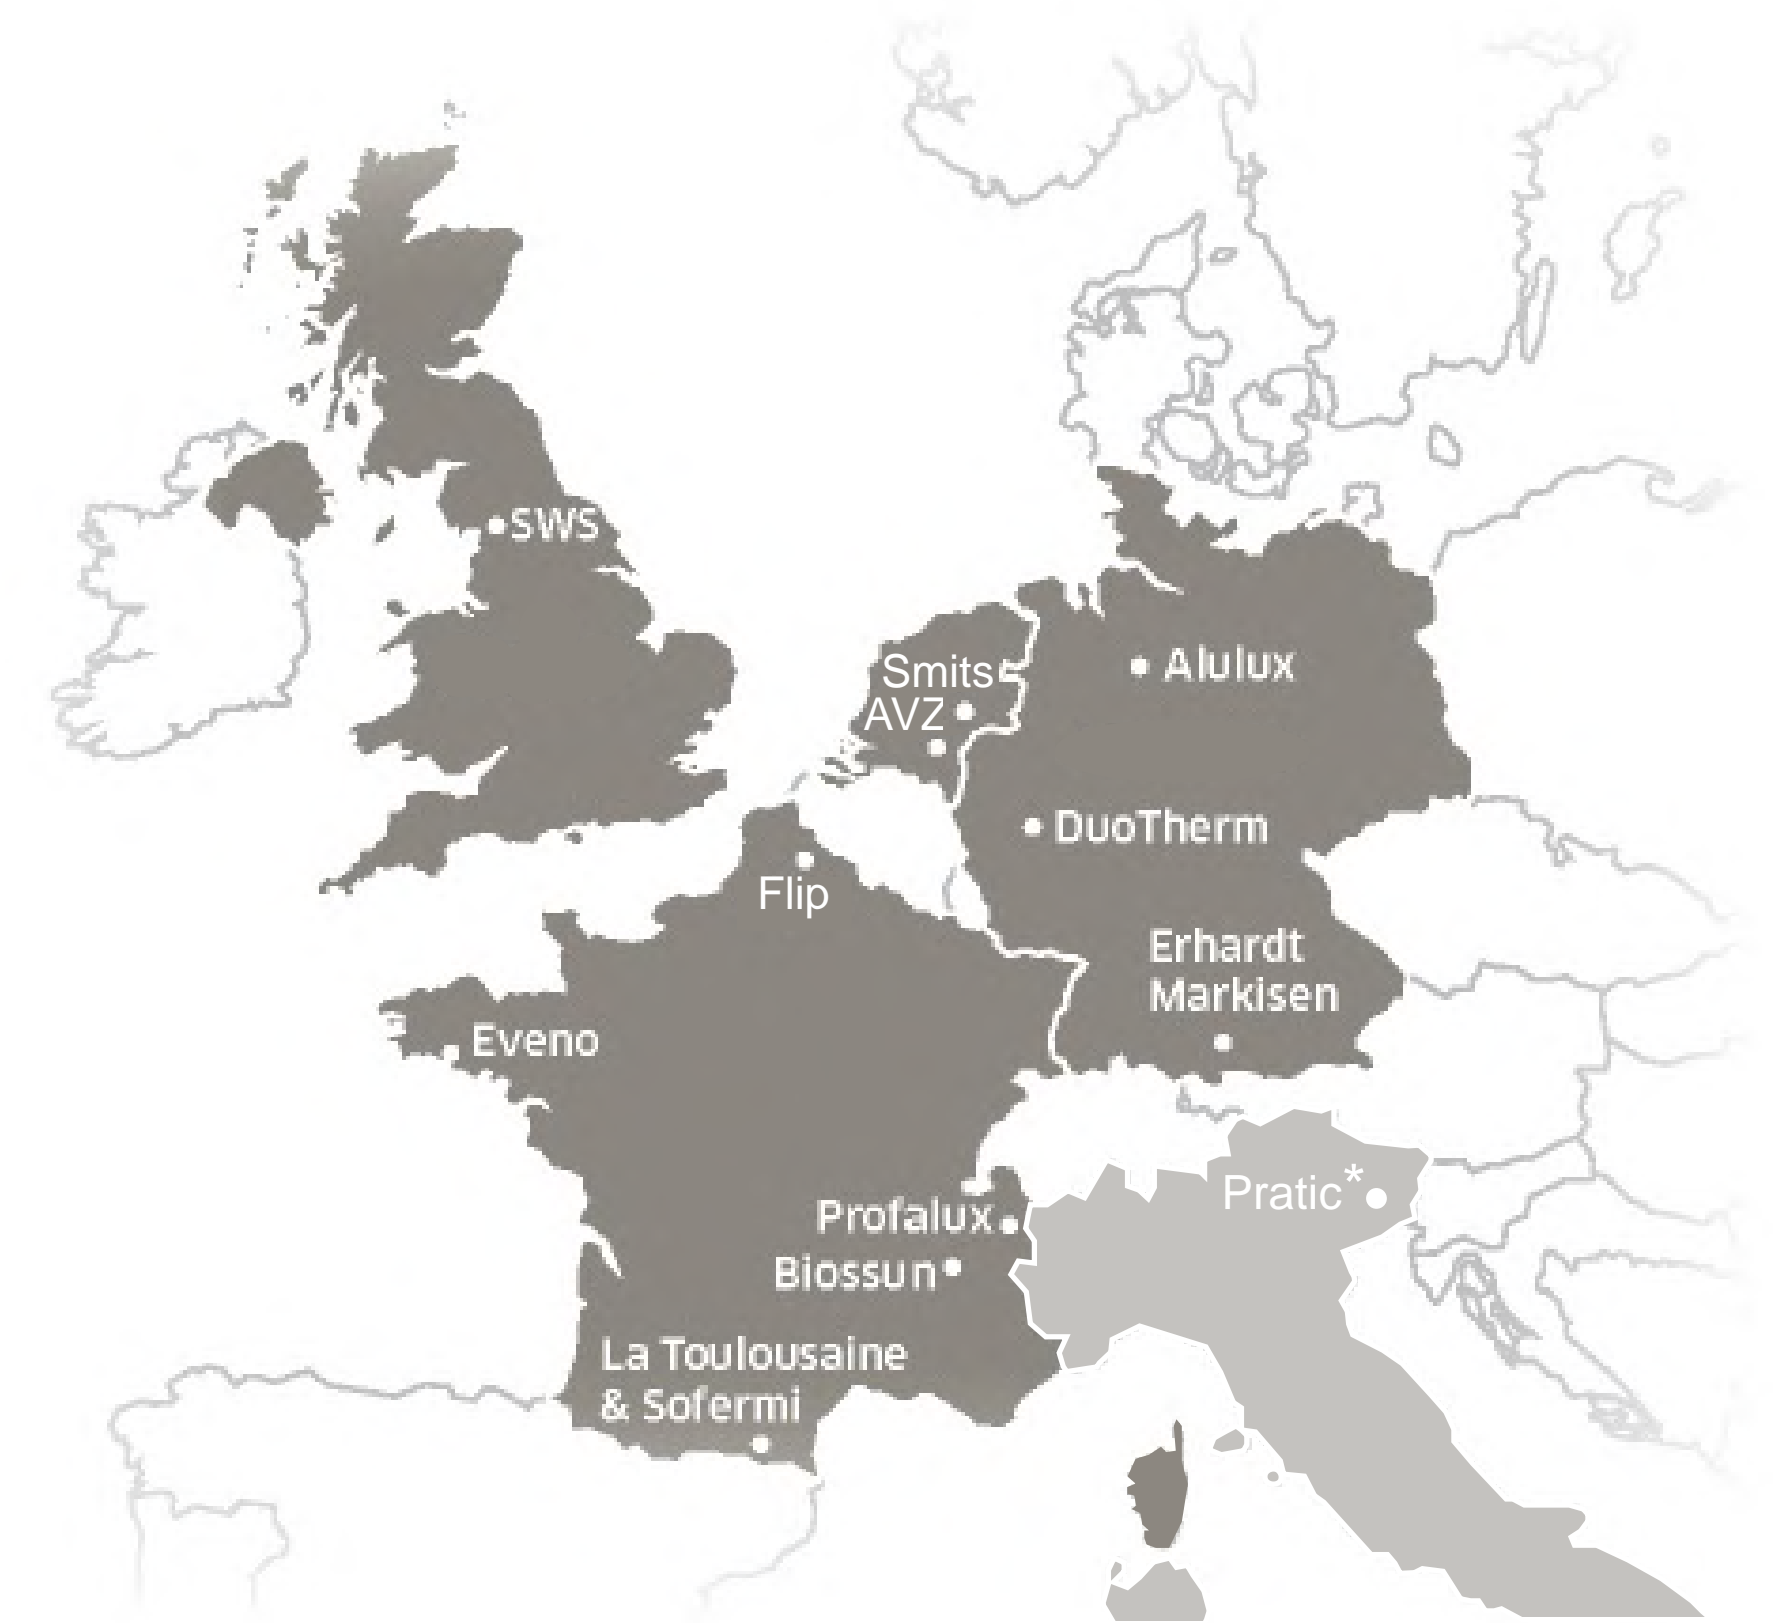 SWS
Smits
AVZ
Alulux
DuoTherm
Flip
Erhardt
Markisen
Eveno
Pratic*
Profalux
Biossun
La Toulousaine
& Sofermi